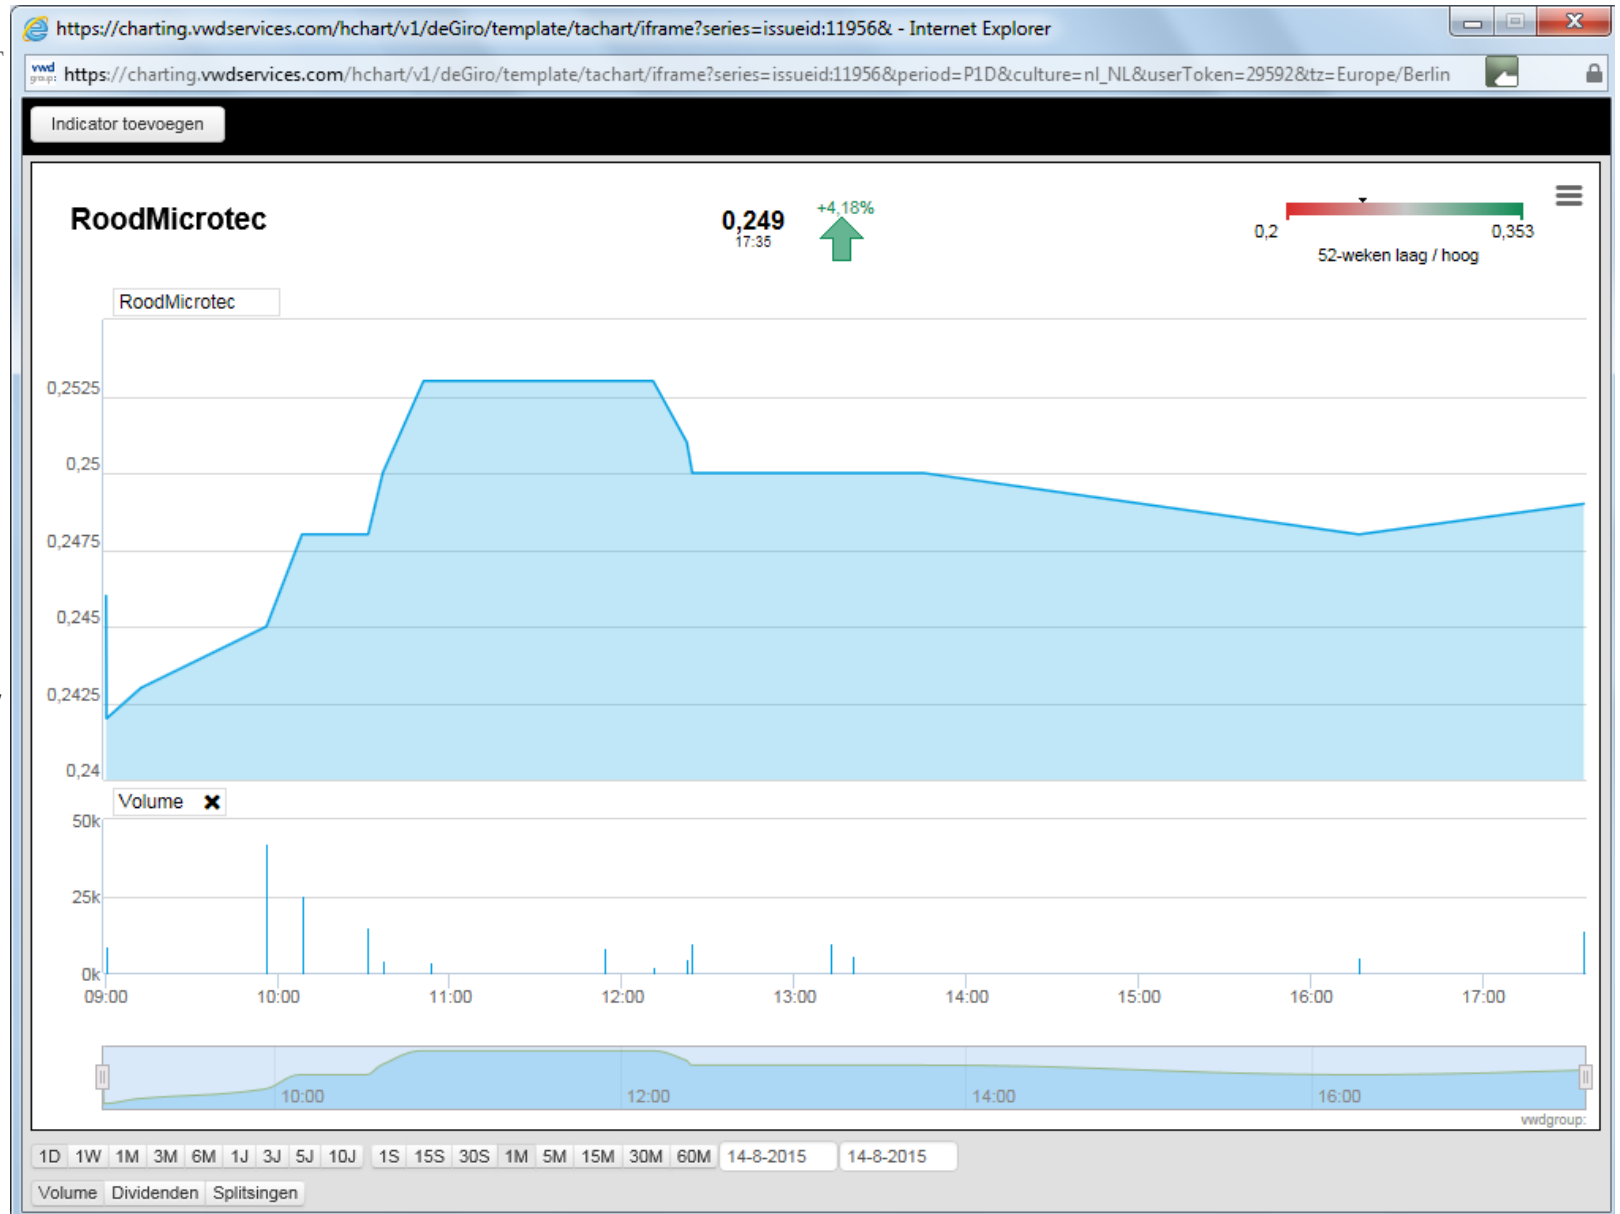 https://charting.vwdservices.com/hchart/v1/deGiro/template/tachart/iframe?series=issueid:11956& - Internet Explorer
vwd group: https://charting.vwdservices.com/hchart/v1/deGiro/template/tachart/iframe?series=issueid:11956&period=P1D&culture=nl_NL&userToken=29592&tz=Europe/Berlin
Indicator toevoegen
RoodMicrotec
0,249
17:35
+4,18%
0,2
0,353
52-weken laag / hoog
RoodMicrotec
0,2525
0,25
0,2475
0,245
0,2425
0,24
Volume
50k
25k
0k
09:00 10:00 11:00 12:00 13:00 14:00 15:00 16:00 17:00
10:00 12:00 14:00 16:00
vwdgroup:
1D 1W 1M 3M 6M 1J 3J 5J 10J 1S 15S 30S 1M 5M 15M 30M 60M 14-8-2015 14-8-2015
Volume Dividenden Splitsingen